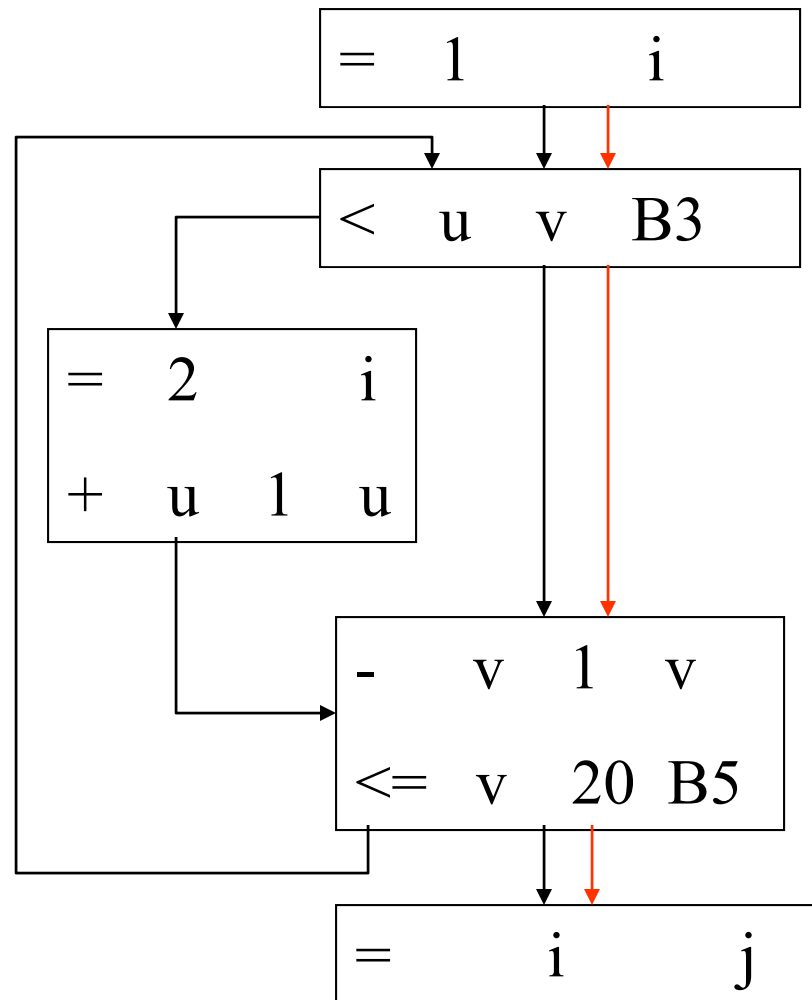 = 1 i
< u v B3
= 2 i
+ u 1 u
- v 1 v
<= v 20 B5
= i j